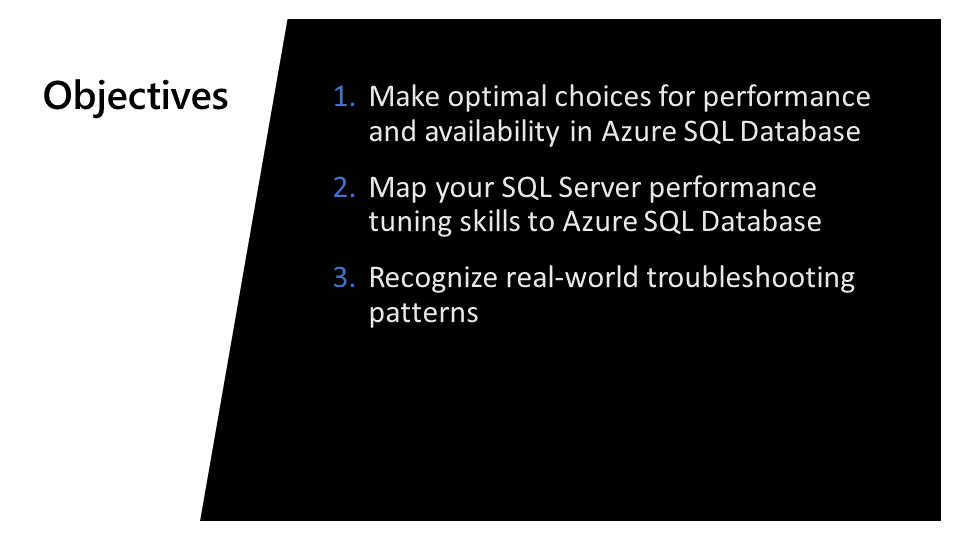 Objectives
1. Make optimal choices for performance
and availability in Azure SQL Database
2. Map your SQL Server performance
tuning skills to Azure SQL Database
3. Recognize real-world troubleshooting
patterns